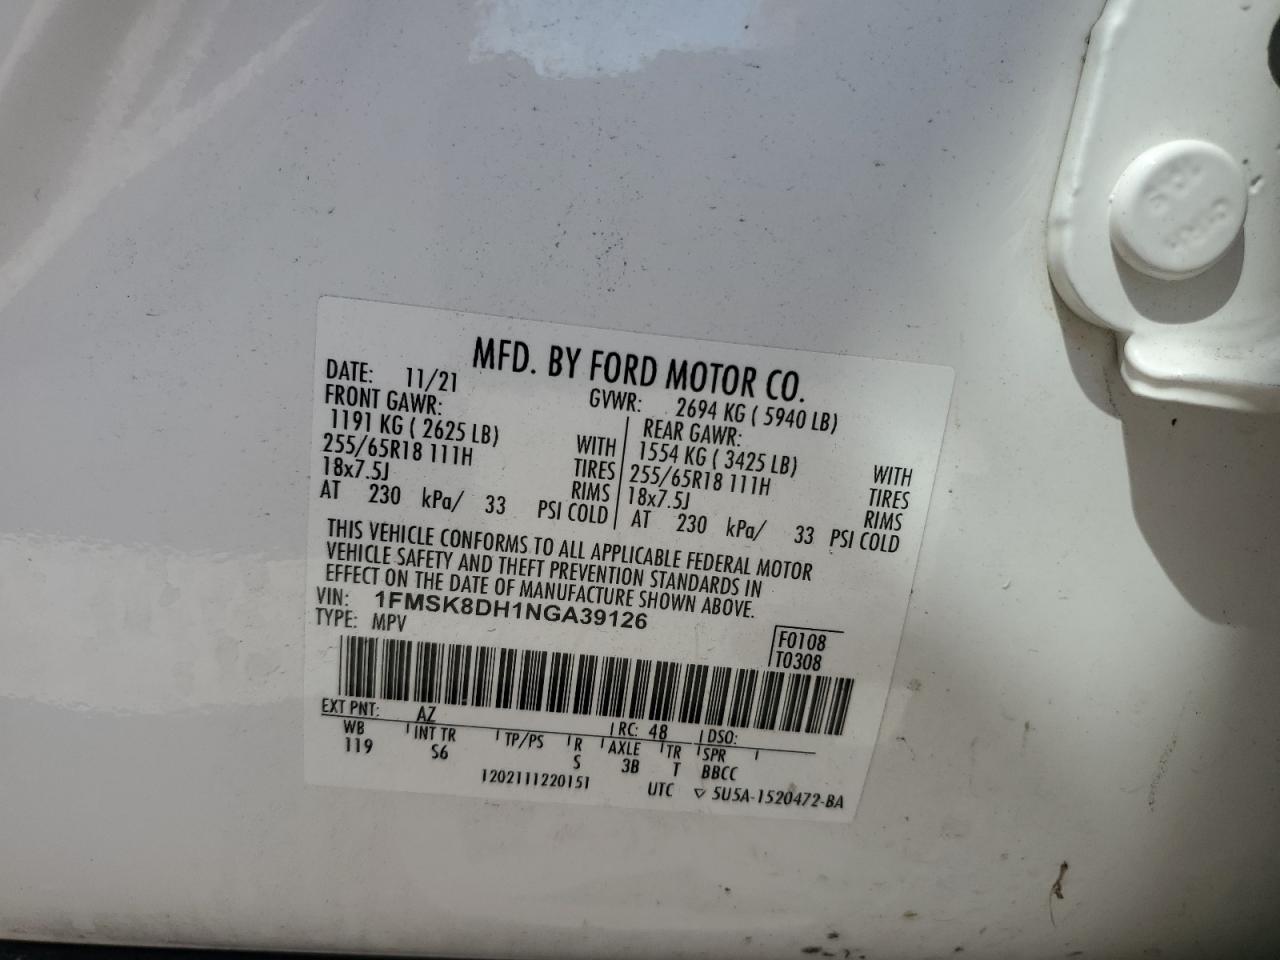 MFD. BY FORD MOTOR CO.
DATE: 11/21 GVWR: 2694 KG ( 5940 LB)
FRONT GAWR: REAR GAWR:
1191 KG ( 2625 LB) WITH 1554 KG ( 3425 LB) WITH
255/65R18 111H TIRES 255/65R18 111H TIRES
18x7.5J RIMS 18x7.5J RIMS
AT 230 kPa/ 33 PSI COLD AT 230 kPa/ 33 PSI COLD
THIS VEHICLE CONFORMS TO ALL APPLICABLE FEDERAL MOTOR
VEHICLE SAFETY AND THEFT PREVENTION STANDARDS IN
EFFECT ON THE DATE OF MANUFACTURE SHOWN ABOVE.
VIN: 1FMSK8DH1NGA39126
TYPE: MPV F0108
T0308
EXT PNT: AZ RC: 48 DSO:
WB INT TR TP/PS R AXLE TR SPR
119 S6 S 3B T BBCC
1202111220151 UTC ▽ 5U5A-1520472-BA